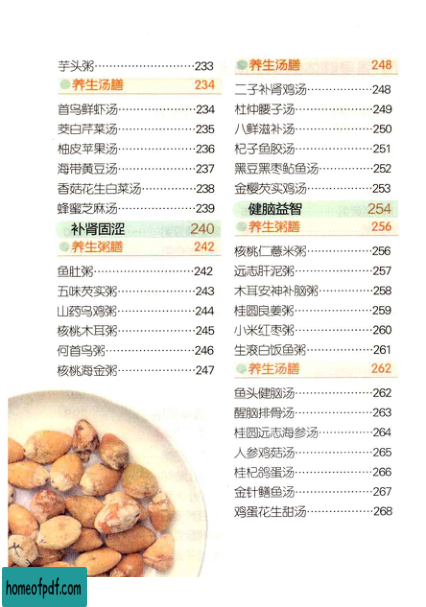 芋头粥……………………233
养生汤膳 234
首乌鲜虾汤………………234
茭白芹菜汤………………235
柚皮苹果汤………………236
海带黄豆汤………………237
香菇花生白菜汤…………238
蜂蜜芝麻汤………………239
补肾固涩 240
养生粥膳 242
鱼肚粥……………………242
五味芡实粥………………243
山药乌鸡粥………………244
核桃木耳粥………………245
何首乌粥…………………246
核桃海金粥………………247
养生汤膳 248
二子补肾鸡汤……………248
杜仲腰子汤………………249
八鲜滋补汤………………250
杞子鱼胶汤………………251
黑豆黑枣鲇鱼汤…………252
金樱芡实鸡汤……………253
健脑益智 254
养生粥膳 256
核桃仁薏米粥……………256
远志肝泥粥………………257
木耳安神补脑粥…………258
桂圆良姜粥………………259
小米红枣粥………………260
生滚白饭鱼粥……………261
养生汤膳 262
鱼头健脑汤………………262
醒脑排骨汤………………263
桂圆远志海参汤…………264
人参鸡菇汤………………265
桂杞鸽蛋汤………………266
金针鳝鱼汤………………267
鸡蛋花生甜汤……………268
homeofpdf.com